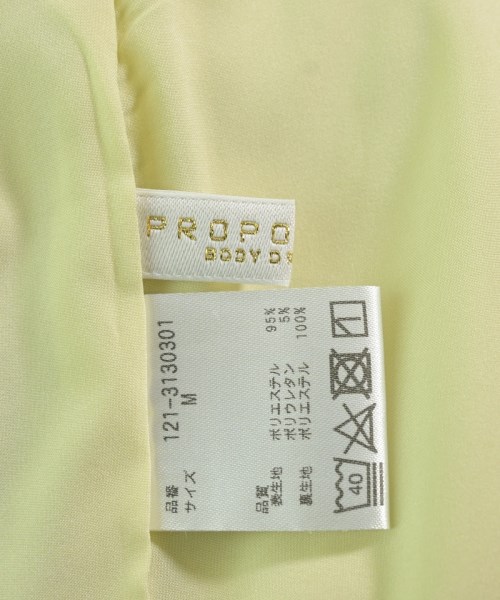 PROPO
BODY D
品番 121-3130301
サイズ M
品質
表生地 ポリエステル 95%
ポリウレタン 5%
裏生地 ポリエステル 100%
40